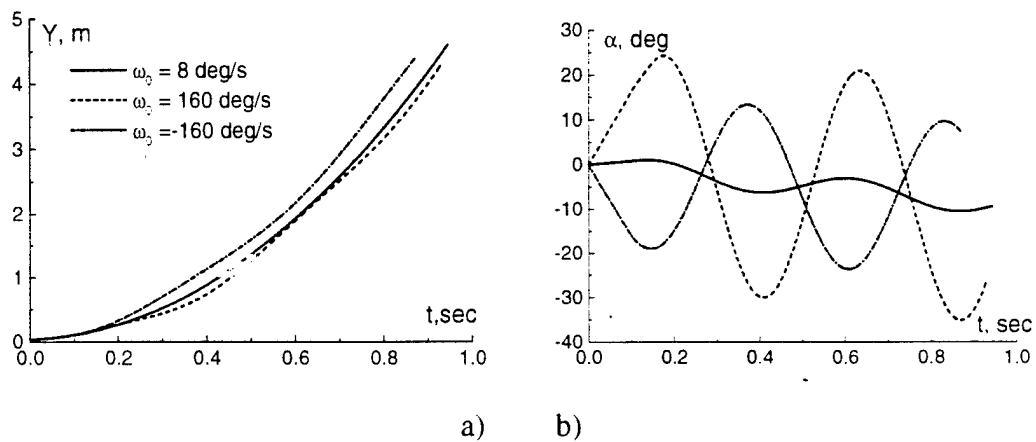 Y, m
ω₀ = 8 deg/s
ω₀ = 160 deg/s
ω₀ =-160 deg/s
5
4
3
2
1
0
t,sec
0.0 0.2 0.4 0.6 0.8 1.0
a)
α, deg
30
20
10
0
-10
-20
-30
-40
t, sec
0.0 0.2 0.4 0.6 0.8 1.0
b)